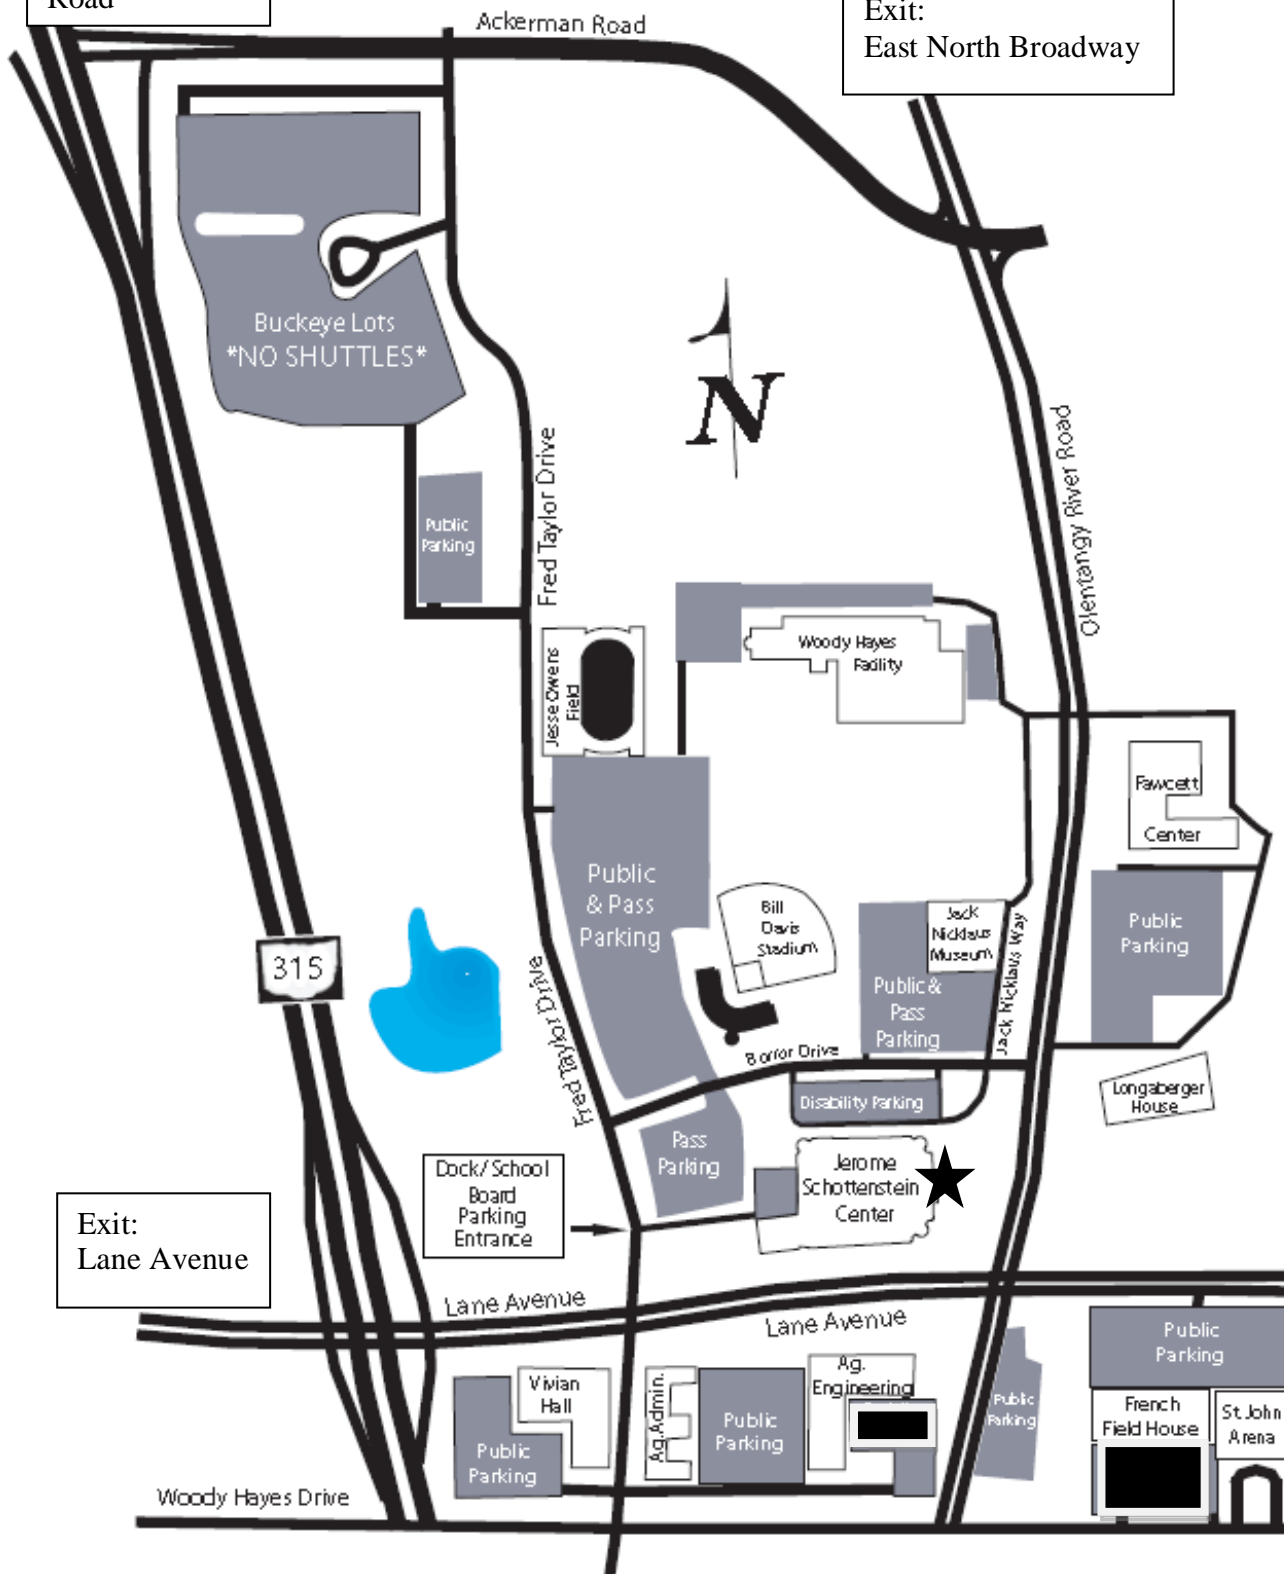 Road
Ackerman Road
Exit:
East North Broadway
Buckeye Lots
*NO SHUTTLES*
N
Fred Taylor Drive
Olentangy River Road
Public
Parking
Jesse Owens
Field
Woody Hayes
Facility
Fawcett
Center
Public
& Pass
Parking
Bill
Davis
Stadium
Jack
Nicklaus
Museum
Public &
Pass
Parking
Jack Nicklaus Way
Public
Parking
315
Fred Taylor Drive
Borror Drive
Disability Parking
Longaberger
House
Pass
Parking
Jerome
Schottenstein
Center
Dock/School
Board
Parking
Entrance
Exit:
Lane Avenue
Lane Avenue
Lane Avenue
Public
Parking
Vivian
Hall
Public
Parking
Ag. Admin.
Public
Parking
Ag.
Engineering
Public
Parking
French
Field House
St. John
Arena
Woody Hayes Drive